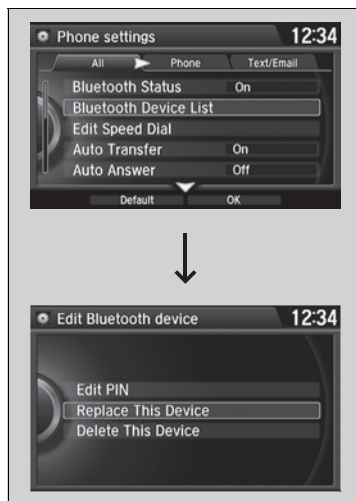 Phone settings 12:34
All Phone Text/Email
Bluetooth Status On
Bluetooth Device List
Edit Speed Dial
Auto Transfer On
Auto Answer Off
Default OK
Edit Bluetooth device 12:34
Edit PIN
Replace This Device
Delete This Device